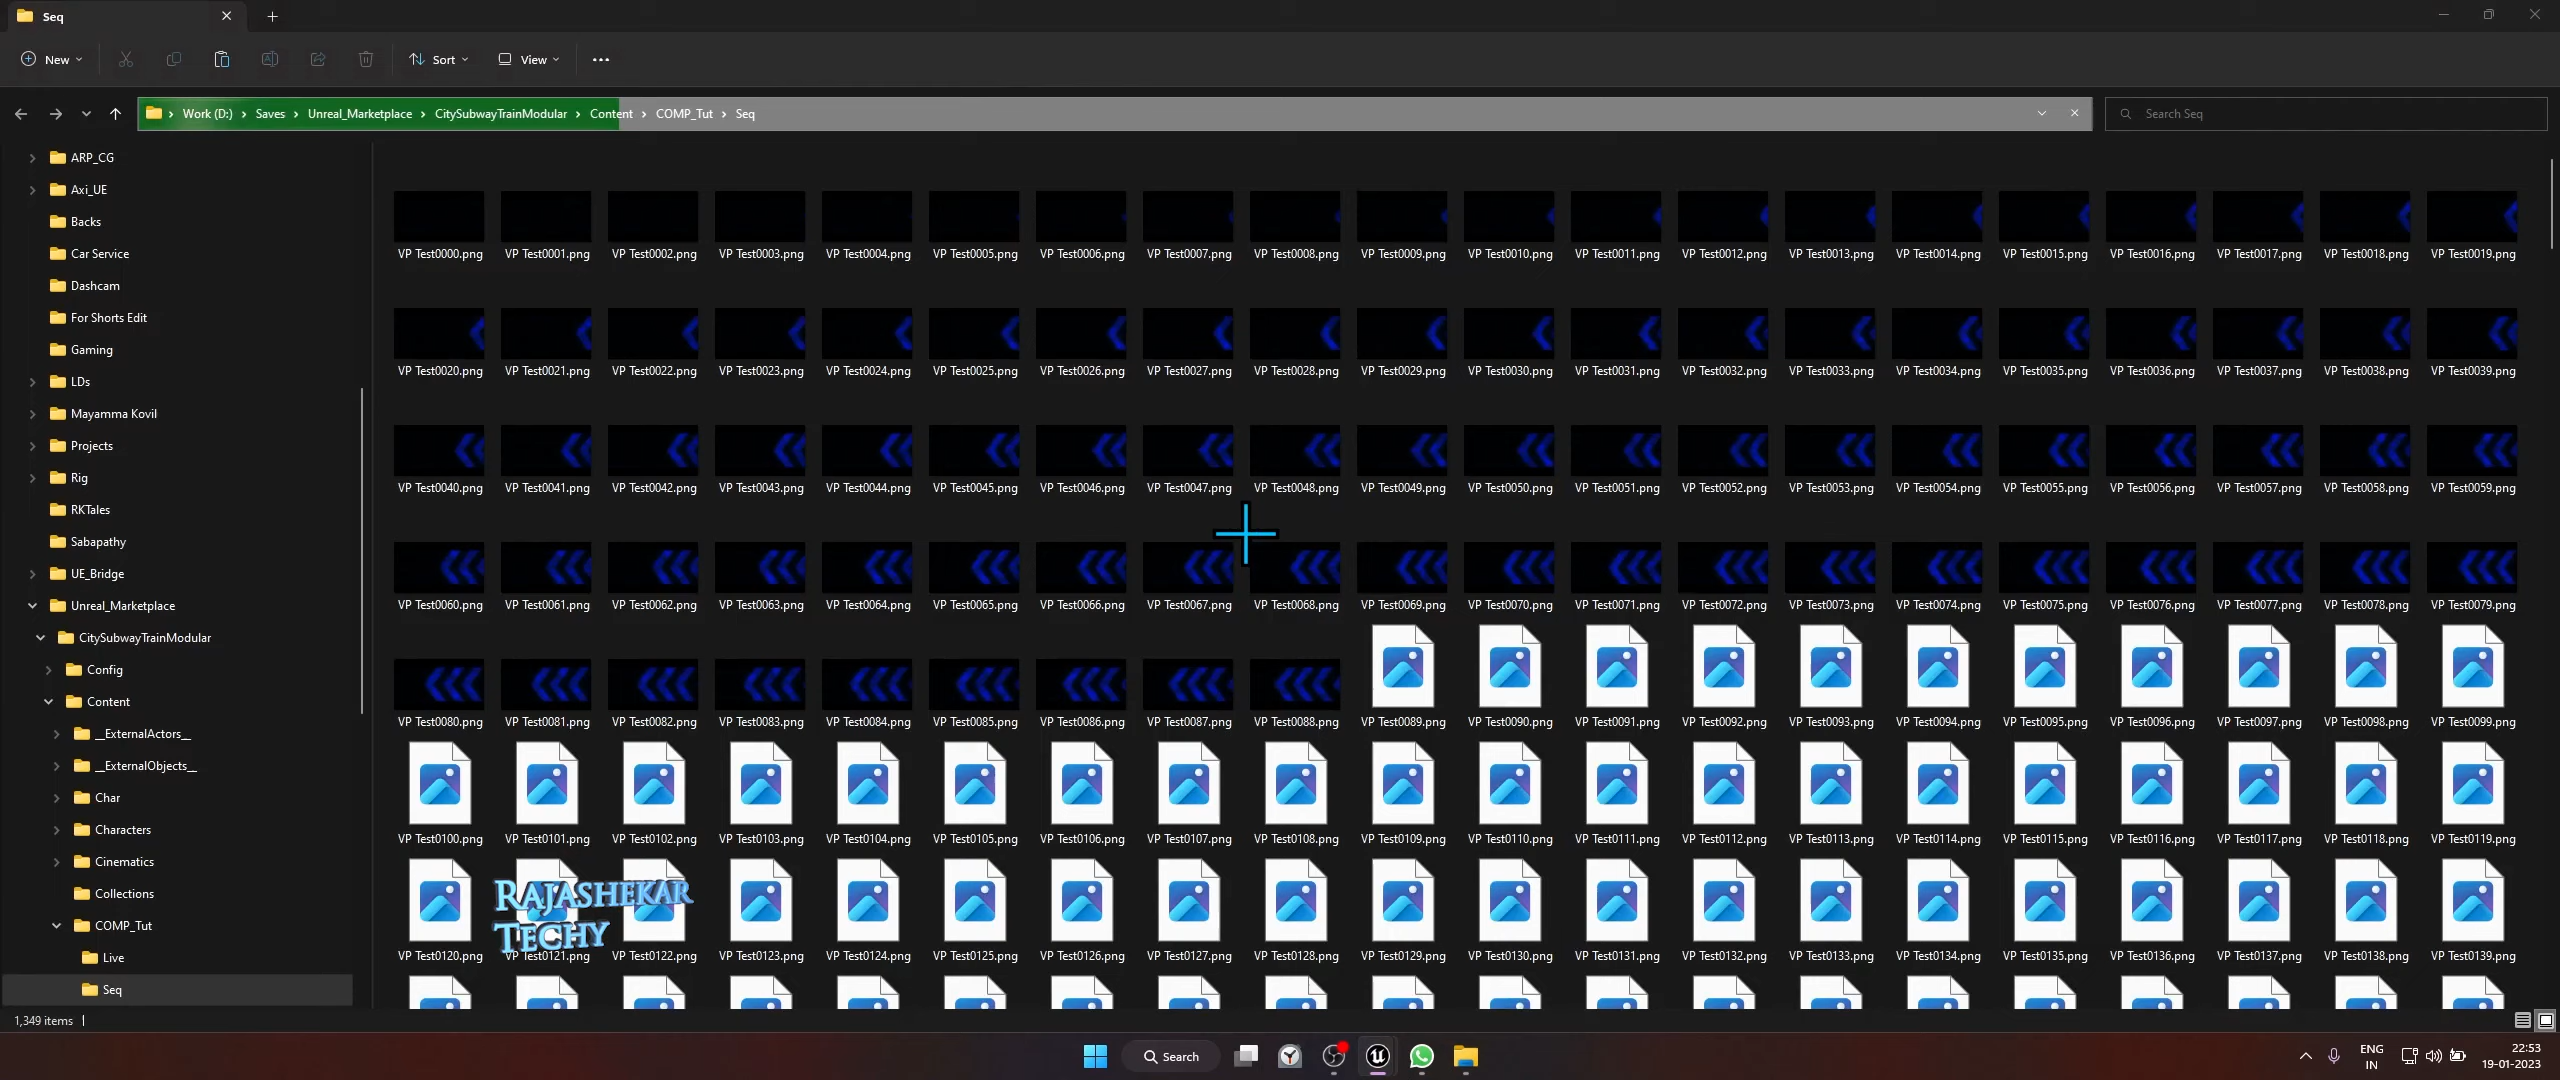 Seq
New
Sort
View
Work (D:) Saves Unreal_Marketplace CitySubwayTrainModular Content COMP_Tut Seq
Search Seq
ARP_CG
Axi_UE
Backs
Car Service
Dashcam
For Shorts Edit
Gaming
LDs
Mayamma Kovil
Projects
Rig
RKTales
Sabapathy
UE_Bridge
Unreal_Marketplace
CitySubwayTrainModular
Config
Content
__ExternalActors__
__ExternalObjects__
Char
Characters
Cinematics
Collections
COMP_Tut
Live
Seq
VP Test0000.png VP Test0001.png VP Test0002.png VP Test0003.png VP Test0004.png VP Test0005.png VP Test0006.png VP Test0007.png VP Test0008.png VP Test0009.png VP Test0010.png VP Test0011.png VP Test0012.png VP Test0013.png VP Test0014.png VP Test0015.png VP Test0016.png VP Test0017.png VP Test0018.png VP Test0019.png
VP Test0020.png VP Test0021.png VP Test0022.png VP Test0023.png VP Test0024.png VP Test0025.png VP Test0026.png VP Test0027.png VP Test0028.png VP Test0029.png VP Test0030.png VP Test0031.png VP Test0032.png VP Test0033.png VP Test0034.png VP Test0035.png VP Test0036.png VP Test0037.png VP Test0038.png VP Test0039.png
VP Test0040.png VP Test0041.png VP Test0042.png VP Test0043.png VP Test0044.png VP Test0045.png VP Test0046.png VP Test0047.png VP Test0048.png VP Test0049.png VP Test0050.png VP Test0051.png VP Test0052.png VP Test0053.png VP Test0054.png VP Test0055.png VP Test0056.png VP Test0057.png VP Test0058.png VP Test0059.png
VP Test0060.png VP Test0061.png VP Test0062.png VP Test0063.png VP Test0064.png VP Test0065.png VP Test0066.png VP Test0067.png VP Test0068.png VP Test0069.png VP Test0070.png VP Test0071.png VP Test0072.png VP Test0073.png VP Test0074.png VP Test0075.png VP Test0076.png VP Test0077.png VP Test0078.png VP Test0079.png
VP Test0080.png VP Test0081.png VP Test0082.png VP Test0083.png VP Test0084.png VP Test0085.png VP Test0086.png VP Test0087.png VP Test0088.png VP Test0089.png VP Test0090.png VP Test0091.png VP Test0092.png VP Test0093.png VP Test0094.png VP Test0095.png VP Test0096.png VP Test0097.png VP Test0098.png VP Test0099.png
VP Test0100.png VP Test0101.png VP Test0102.png VP Test0103.png VP Test0104.png VP Test0105.png VP Test0106.png VP Test0107.png VP Test0108.png VP Test0109.png VP Test0110.png VP Test0111.png VP Test0112.png VP Test0113.png VP Test0114.png VP Test0115.png VP Test0116.png VP Test0117.png VP Test0118.png VP Test0119.png
RAJASHEKAR
TECHY
VP Test0120.png VP Test0121.png VP Test0122.png VP Test0123.png VP Test0124.png VP Test0125.png VP Test0126.png VP Test0127.png VP Test0128.png VP Test0129.png VP Test0130.png VP Test0131.png VP Test0132.png VP Test0133.png VP Test0134.png VP Test0135.png VP Test0136.png VP Test0137.png VP Test0138.png VP Test0139.png
1,349 items
Search
ENG
IN
22:53
19-01-2023